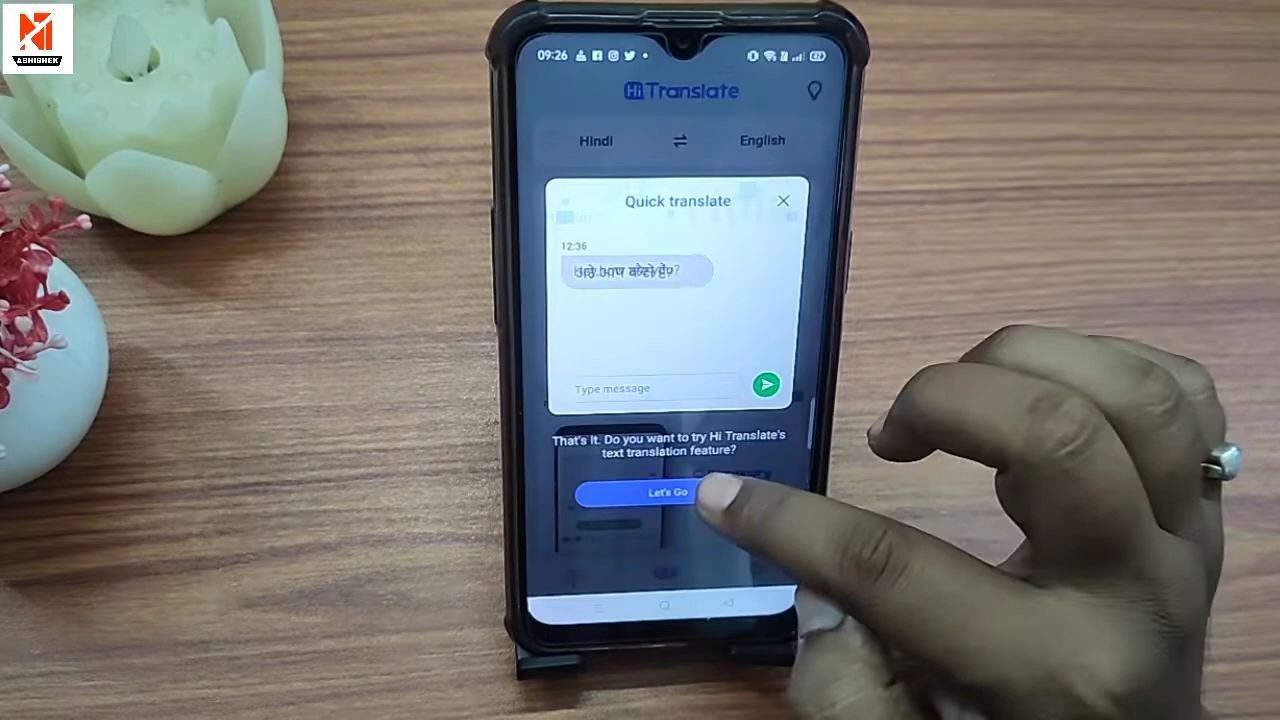 ABHISHEK
09:26
Hi Translate
Hindi
English
Quick translate
12:36
Type message
That's it. Do you want to try Hi Translate's
text translation feature?
Let's Go